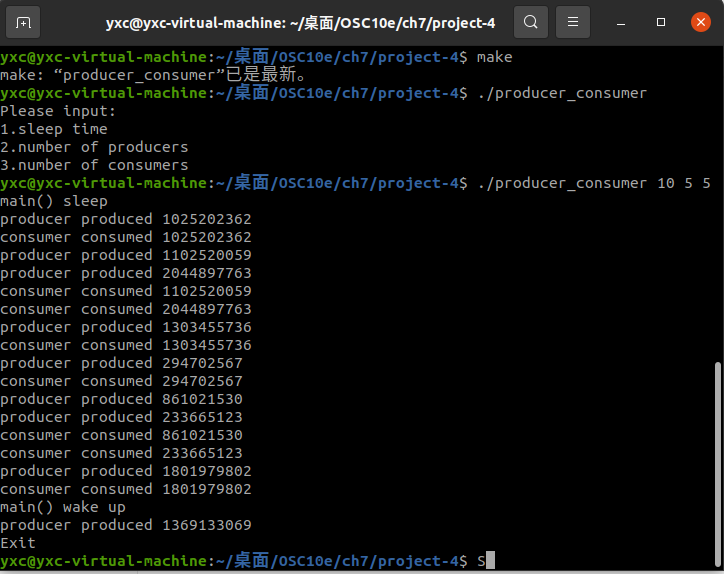 yxc@yxc-virtual-machine: ~/桌面/OSC10e/ch7/project-4
yxc@yxc-virtual-machine:~/桌面/OSC10e/ch7/project-4$ make
make: “producer_consumer”已是最新。
yxc@yxc-virtual-machine:~/桌面/OSC10e/ch7/project-4$ ./producer_consumer
Please input:
1.sleep time
2.number of producers
3.number of consumers
yxc@yxc-virtual-machine:~/桌面/OSC10e/ch7/project-4$ ./producer_consumer 10 5 5
main() sleep
producer produced 1025202362
consumer consumed 1025202362
producer produced 1102520059
producer produced 2044897763
consumer consumed 1102520059
consumer consumed 2044897763
producer produced 1303455736
consumer consumed 1303455736
producer produced 294702567
consumer consumed 294702567
producer produced 861021530
producer produced 233665123
consumer consumed 861021530
consumer consumed 233665123
producer produced 1801979802
consumer consumed 1801979802
main() wake up
producer produced 1369133069
Exit
yxc@yxc-virtual-machine:~/桌面/OSC10e/ch7/project-4$ S